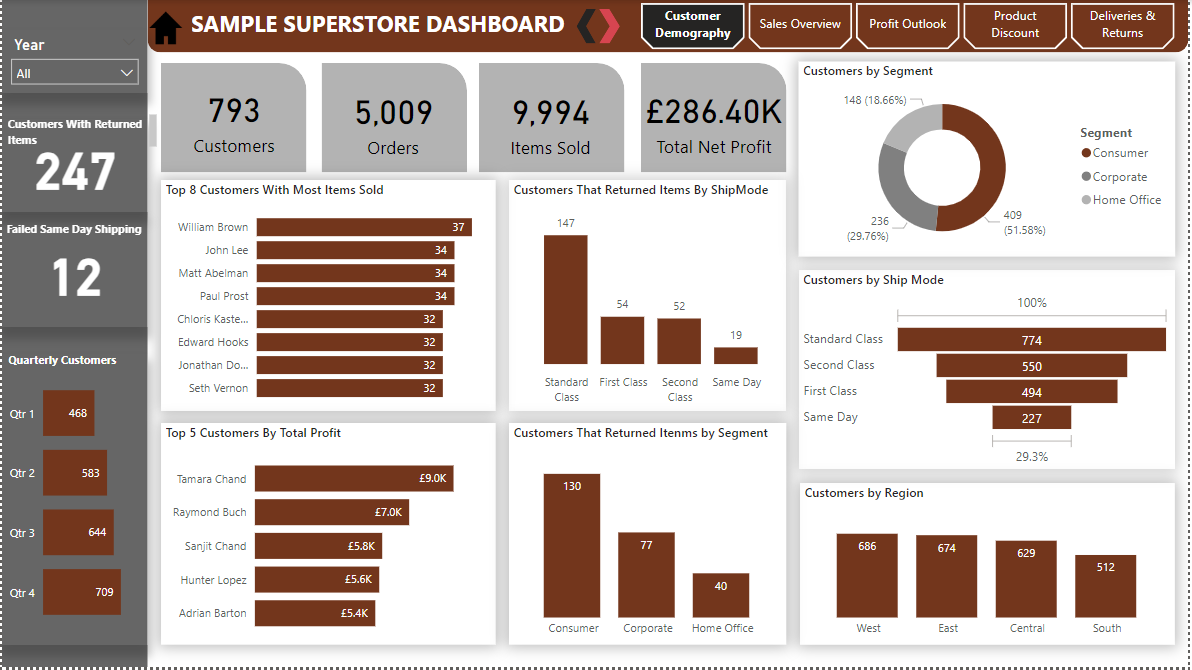 SAMPLE SUPERSTORE DASHBOARD
Customer
Demography
Sales Overview
Profit Outlook
Product
Discount
Deliveries &
Returns
Year
All
Customers With Returned
Items
247
Failed Same Day Shipping
12
Quarterly Customers
Qtr 1
468
Qtr 2
583
Qtr 3
644
Qtr 4
709
793
Customers
5,009
Orders
9,994
Items Sold
£286.40K
Total Net Profit
Top 8 Customers With Most Items Sold
William Brown
37
John Lee
34
Matt Abelman
34
Paul Prost
34
Chloris Kaste...
32
Edward Hooks
32
Jonathan Do...
32
Seth Vernon
32
Customers That Returned Items By ShipMode
147
54
52
19
Standard
Class
First Class
Second
Class
Same Day
Top 5 Customers By Total Profit
Tamara Chand
£9.0K
Raymond Buch
£7.0K
Sanjit Chand
£5.8K
Hunter Lopez
£5.6K
Adrian Barton
£5.4K
Customers That Returned Itenms by Segment
130
77
40
Consumer
Corporate
Home Office
Customers by Segment
148 (18.66%)
236
(29.76%)
409
(51.58%)
Segment
Consumer
Corporate
Home Office
Customers by Ship Mode
100%
Standard Class
774
Second Class
550
First Class
494
Same Day
227
29.3%
Customers by Region
686
674
629
512
West
East
Central
South